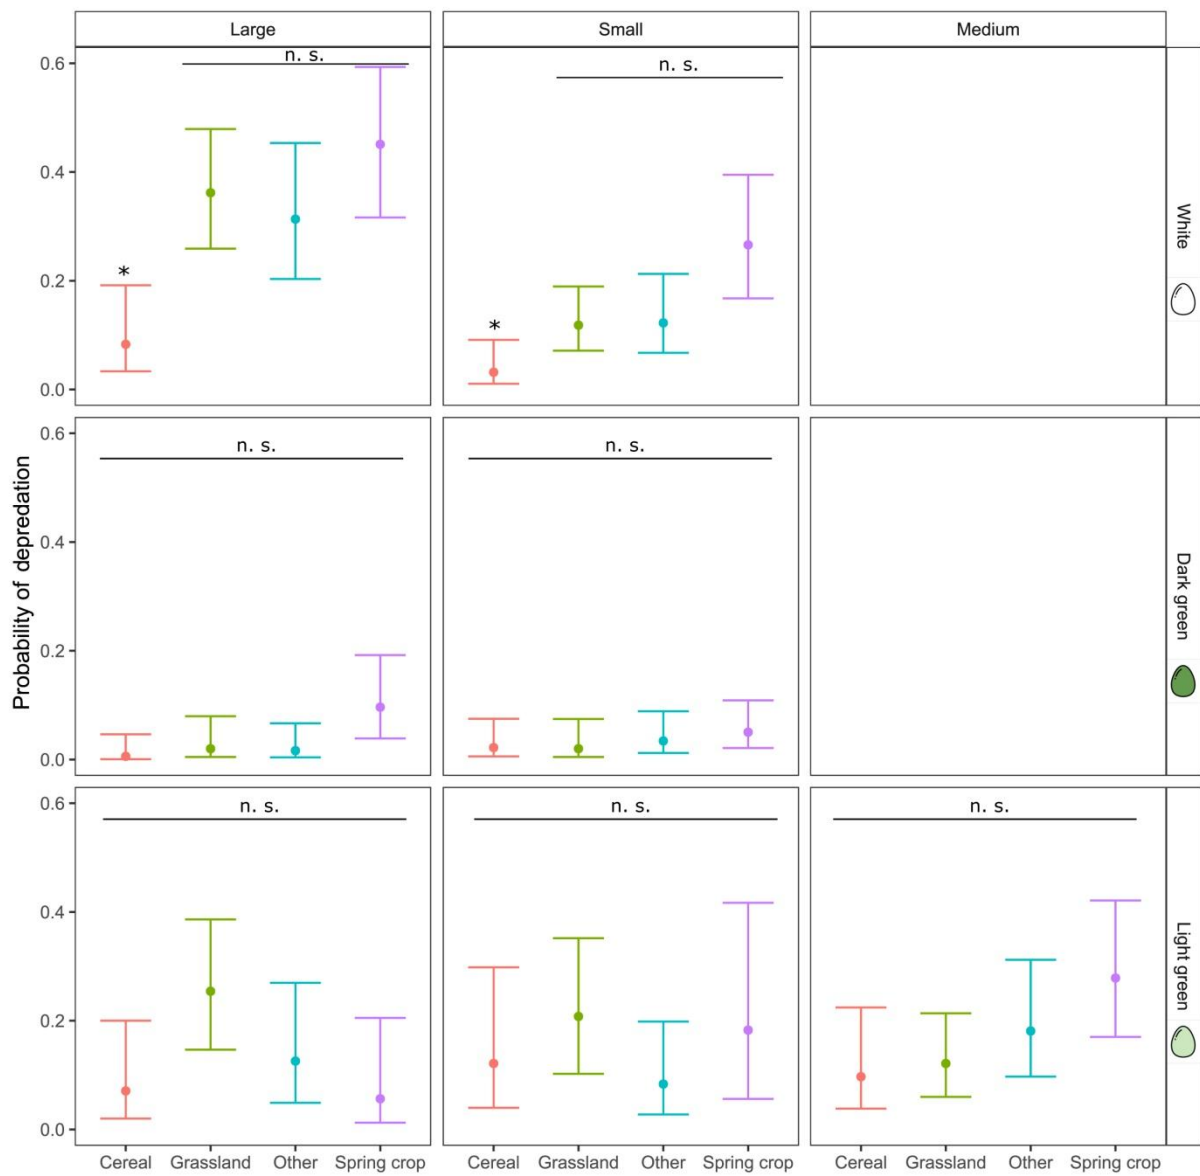 Large
Small
Medium
0.6
n. s.
n. s.
0.4
0.2
*
*
0.0
White
0.6
n. s.
n. s.
0.4
0.2
0.0
Dark green
Probability of depredation
0.6
n. s.
n. s.
n. s.
0.4
0.2
0.0
Light green
Cereal Grassland Other Spring crop
Cereal Grassland Other Spring crop
Cereal Grassland Other Spring crop